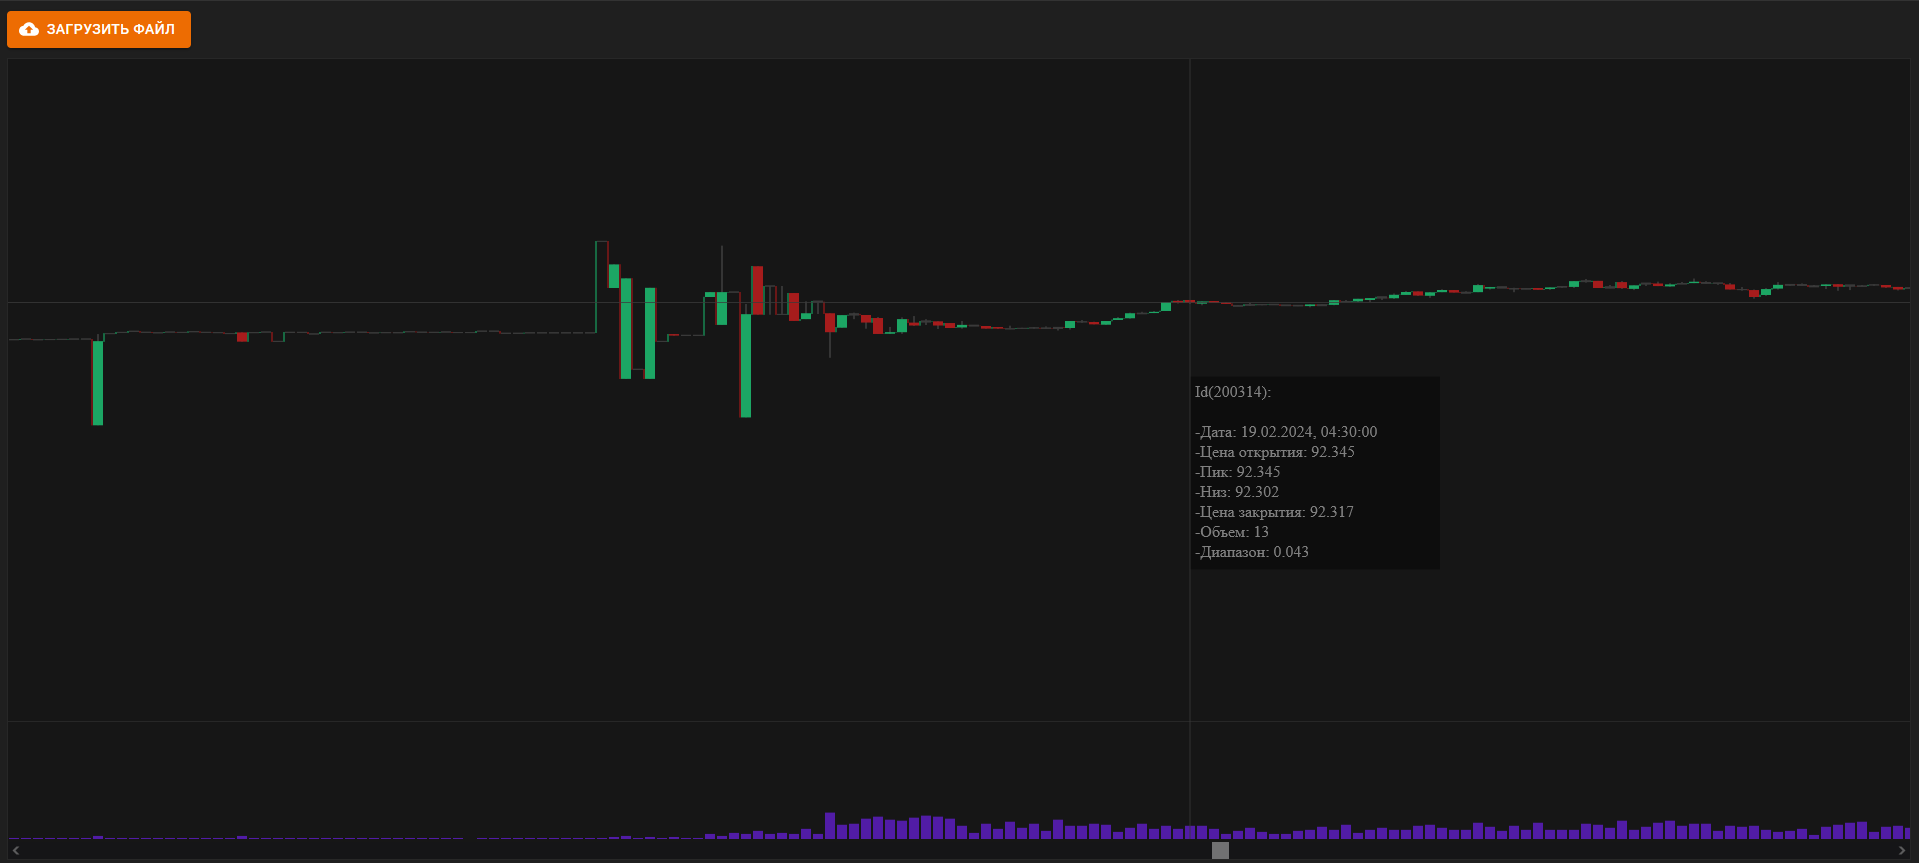 ЗАГРУЗИТЬ ФАЙЛ
Id(200314):
-Дата: 19.02.2024, 04:30:00
-Цена открытия: 92.345
-Пик: 92.345
-Низ: 92.302
-Цена закрытия: 92.317
-Объем: 13
-Диапазон: 0.043